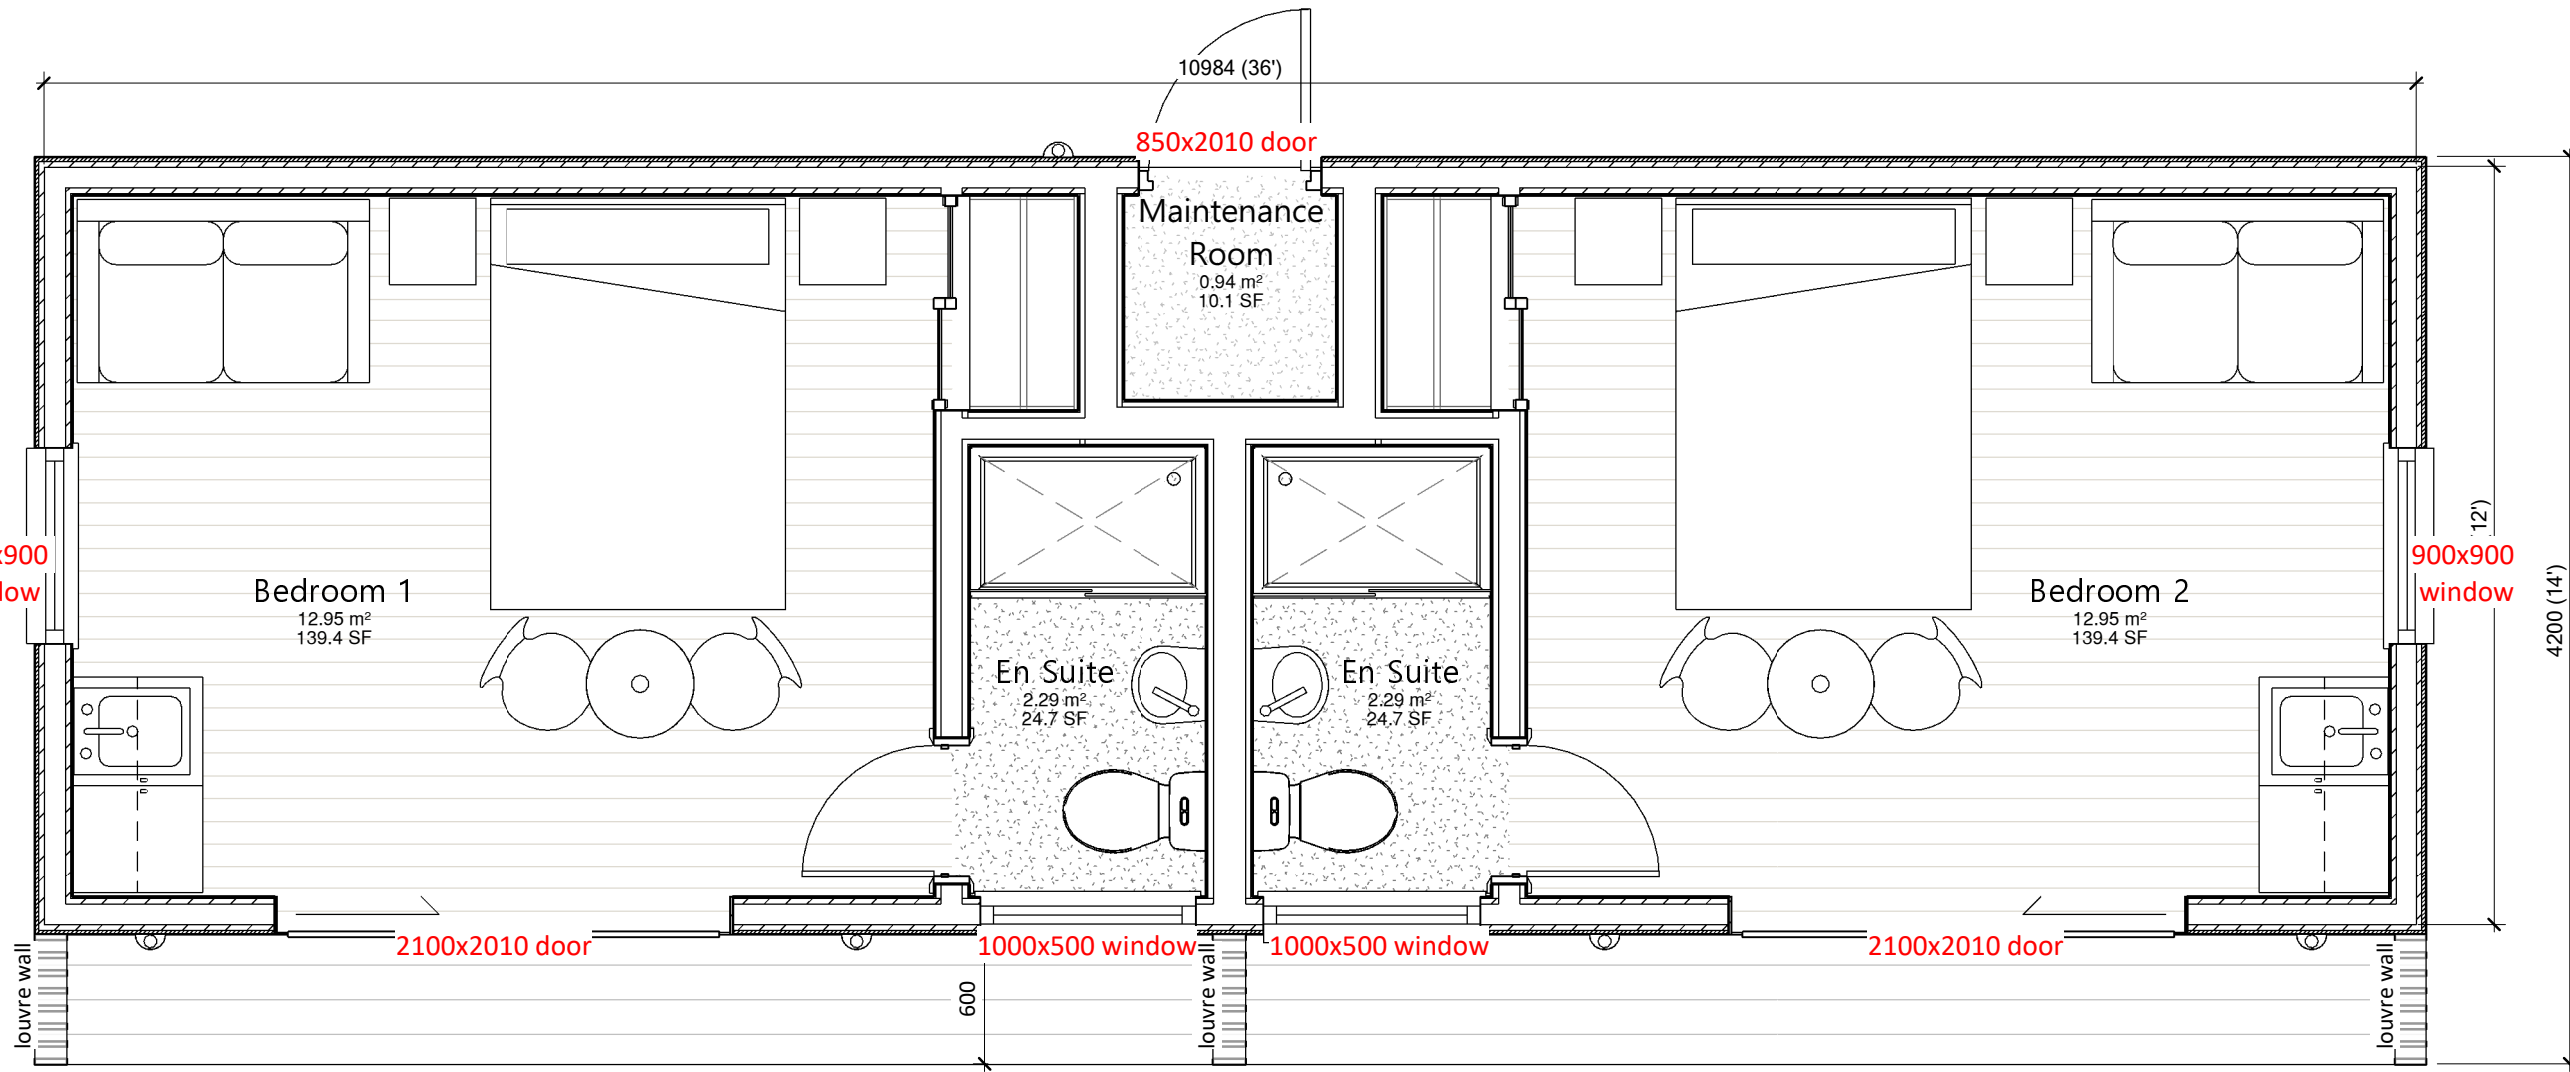 10984 (36')
850x2010 door
Maintenance
Room
0.94 m²
10.1 SF
x900
Bedroom 1
12.95 m²
139.4 SF
En Suite
2.29 m²
24.7 SF
En Suite
2.29 m²
24.7 SF
Bedroom 2
12.95 m²
139.4 SF
900x900
window
12')
4200 (14')
2100x2010 door
1000x500 window
1000x500 window
2100x2010 door
louvre wall
600
louvre wall
louvre wall